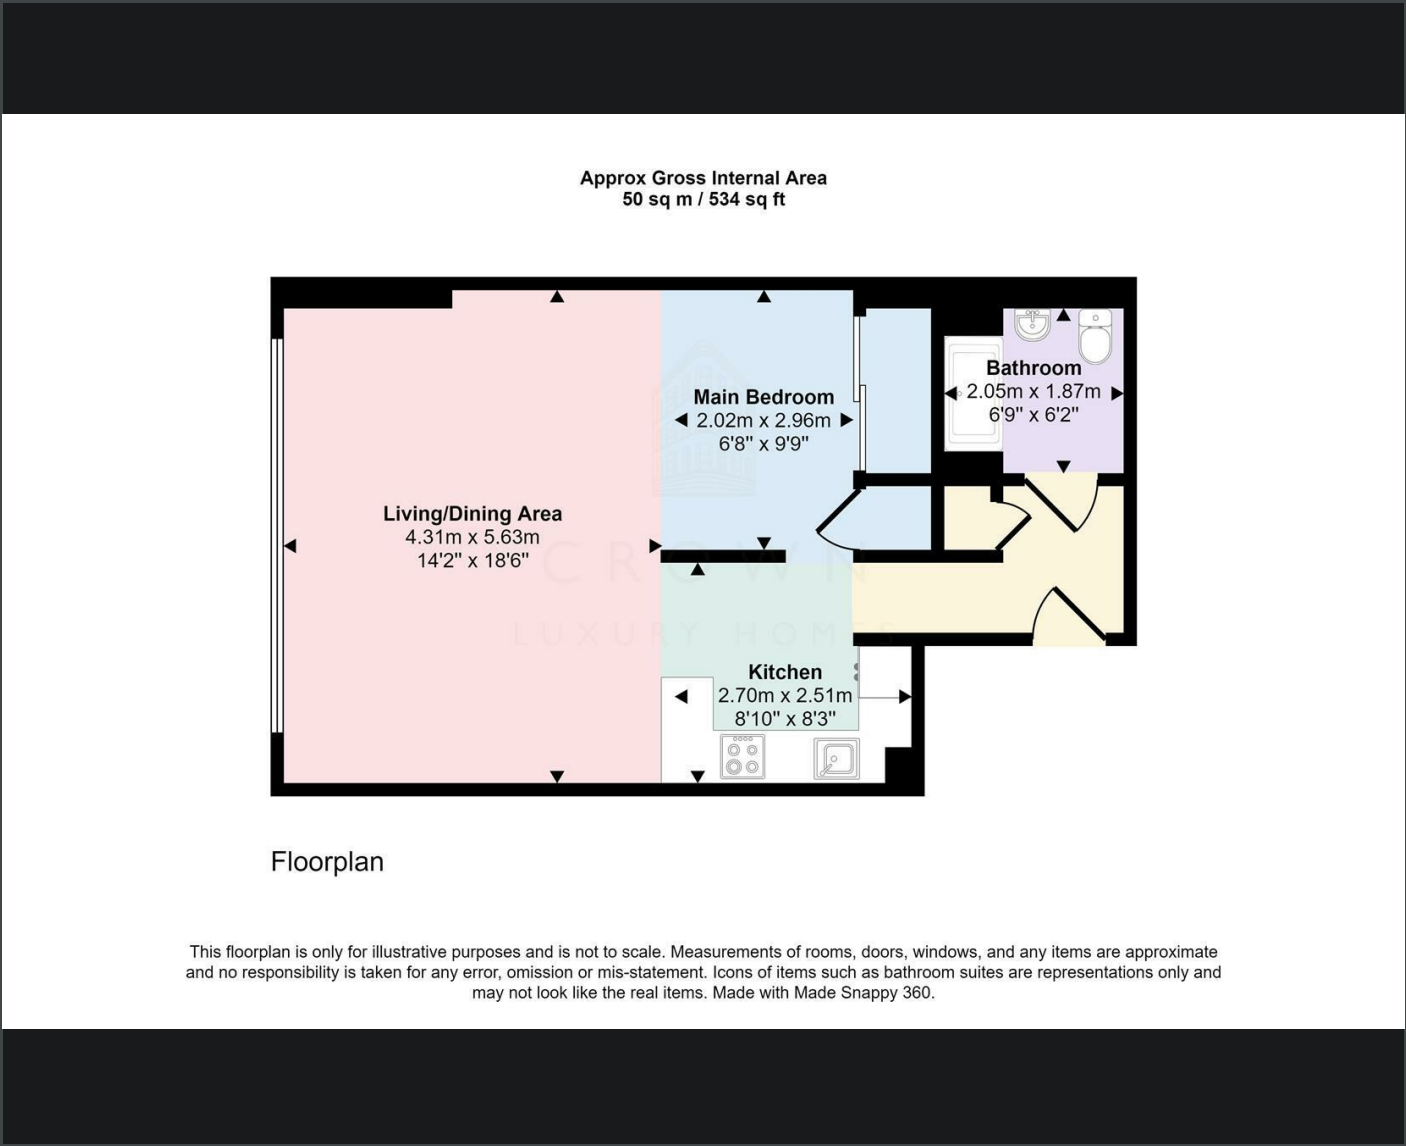 Approx Gross Internal Area
50 sq m / 534 sq ft
Bathroom
2.05m x 1.87m
6'9" x 6'2"
Main Bedroom
2.02m x 2.96m
6'8" x 9'9"
Living/Dining Area
4.31m x 5.63m
14'2" x 18'6"
CROWN
LUXURY HOMES
Kitchen
2.70m x 2.51m
8'10" x 8'3"
Floorplan
This floorplan is only for illustrative purposes and is not to scale. Measurements of rooms, doors, windows, and any items are approximate
and no responsibility is taken for any error, omission or mis-statement. Icons of items such as bathroom suites are representations only and
may not look like the real items. Made with Made Snappy 360.